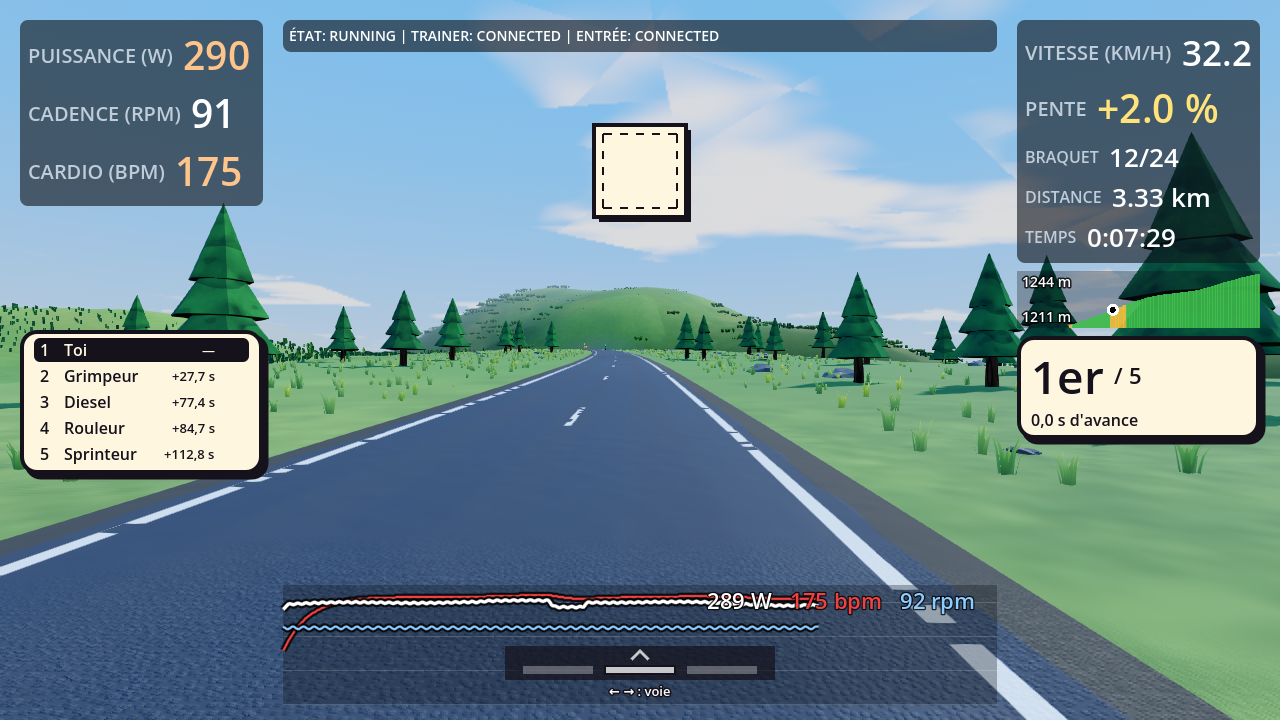 PUISSANCE (W) 290
CADENCE (RPM) 91
CARDIO (BPM) 175
ÉTAT: RUNNING | TRAINER: CONNECTED | ENTRÉE: CONNECTED
VITESSE (KM/H) 32.2
PENTE +2.0 %
BRAQUET 12/24
DISTANCE 3.33 km
TEMPS 0:07:29
1244 m
1211 m
1 Toi —
2 Grimpeur +27,7 s
3 Diesel +77,4 s
4 Rouleur +84,7 s
5 Sprinteur +112,8 s
1er / 5
0,0 s d'avance
289 W 175 bpm 92 rpm
← → : voie